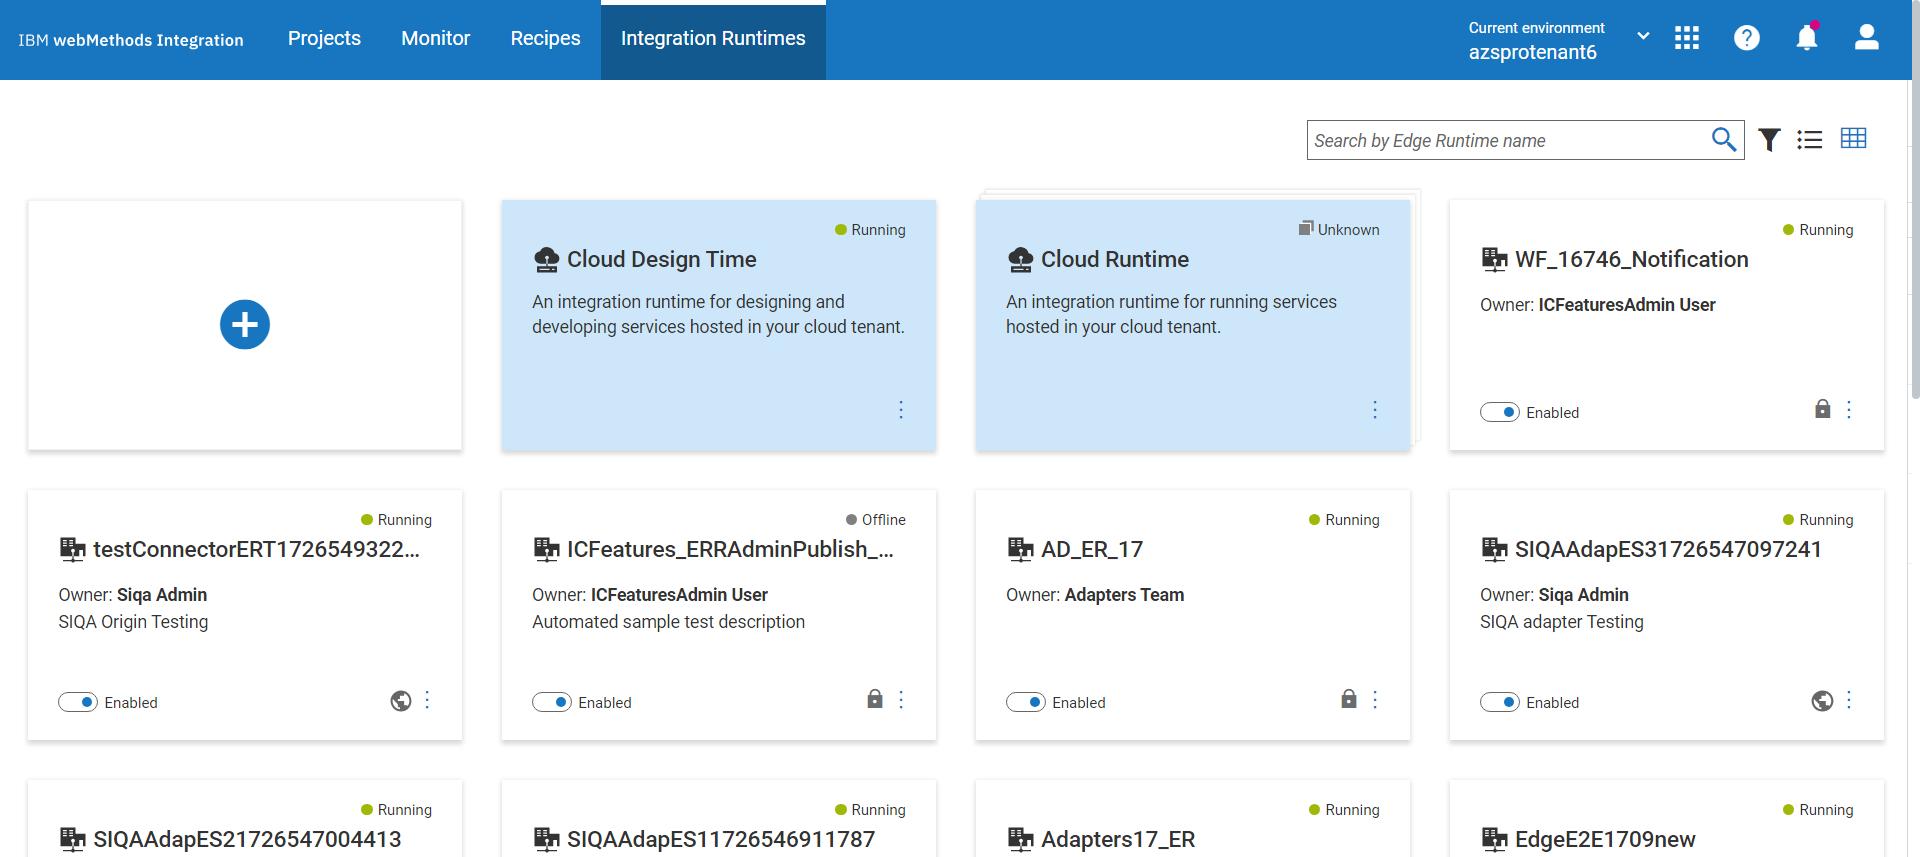 IBM webMethods Integration
Projects
Monitor
Recipes
Integration Runtimes
Current environment
azsprotenant6
Search by Edge Runtime name
Running
Cloud Design Time
An integration runtime for designing and
developing services hosted in your cloud tenant.
Unknown
Cloud Runtime
An integration runtime for running services
hosted in your cloud tenant.
Running
WF_16746_Notification
Owner: ICFeaturesAdmin User
Enabled
Running
testConnectorERT1726549322...
Owner: Siqa Admin
SIQA Origin Testing
Enabled
Offline
ICFeatures_ERRAdminPublish_...
Owner: ICFeaturesAdmin User
Automated sample test description
Enabled
Running
AD_ER_17
Owner: Adapters Team
Enabled
Running
SIQAAdapES31726547097241
Owner: Siqa Admin
SIQA adapter Testing
Enabled
Running
SIQAAdapES21726547004413
Running
SIQAAdapES11726546911787
Running
Adapters17_ER
Running
EdgeE2E1709new